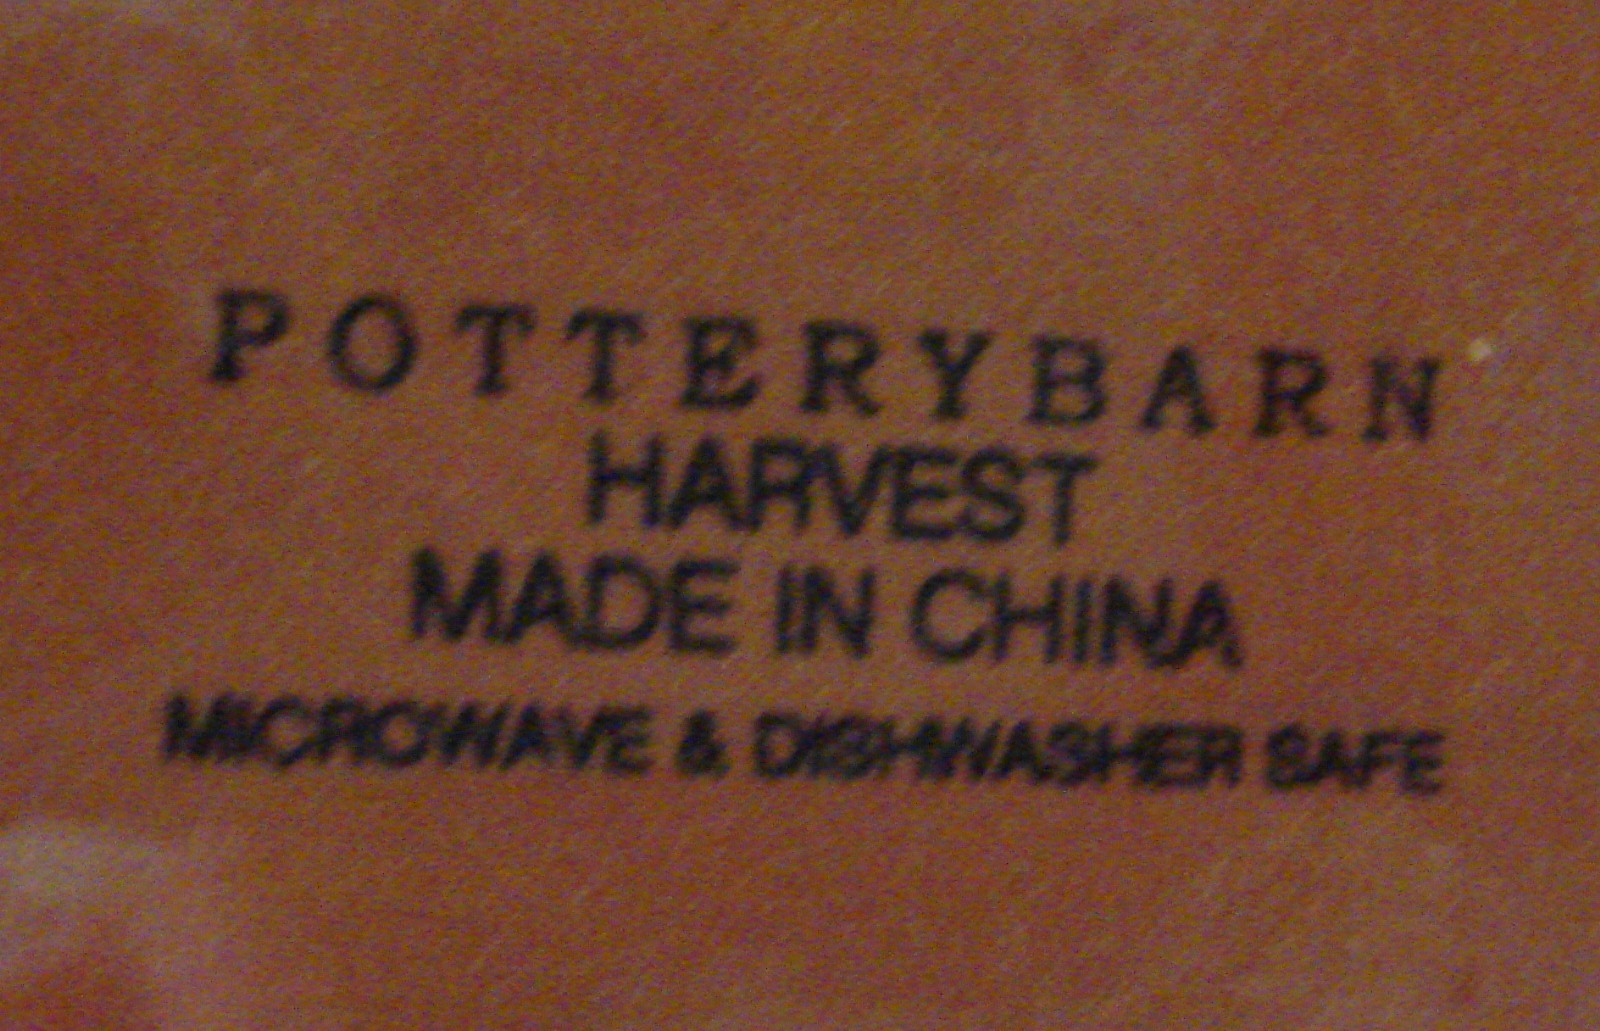 POTTERYBARN
HARVEST
MADE IN CHINA
MICROWAVE & DISHWASHER SAFE